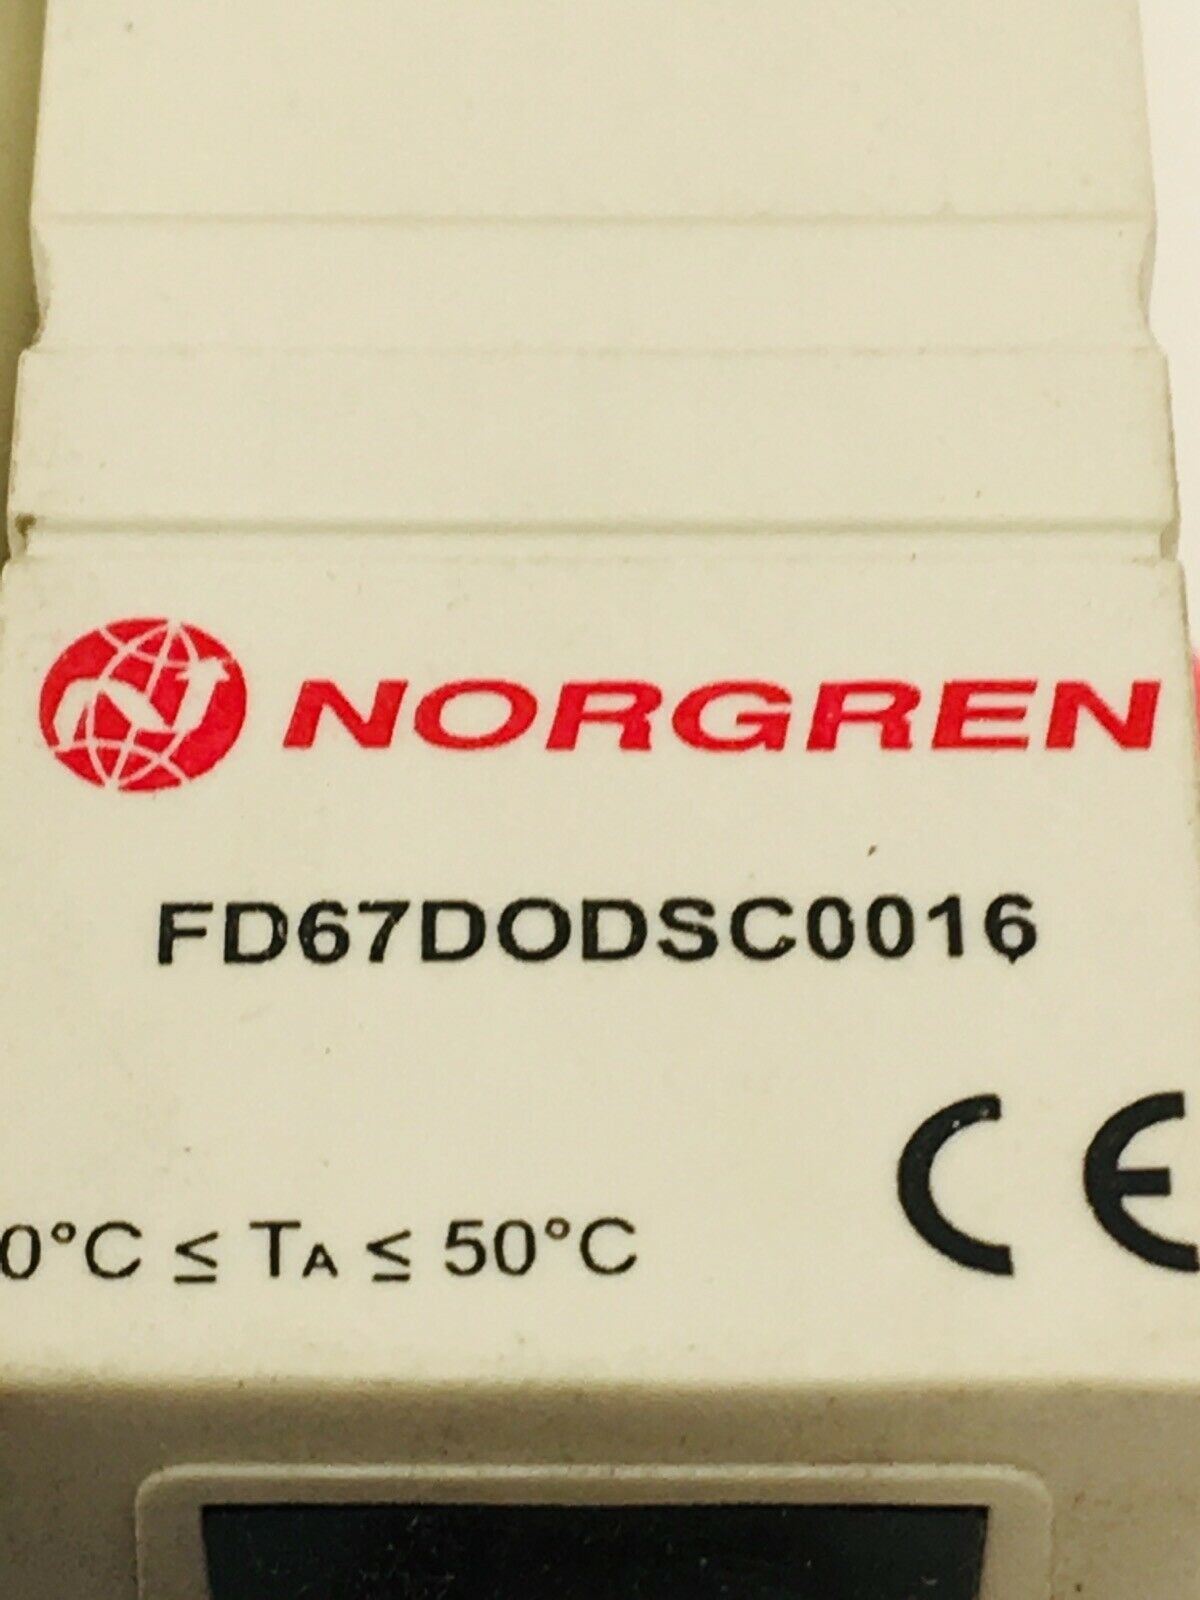 NORGREN
FD67DODSC0016
CE
0°C ≤ TA ≤ 50°C